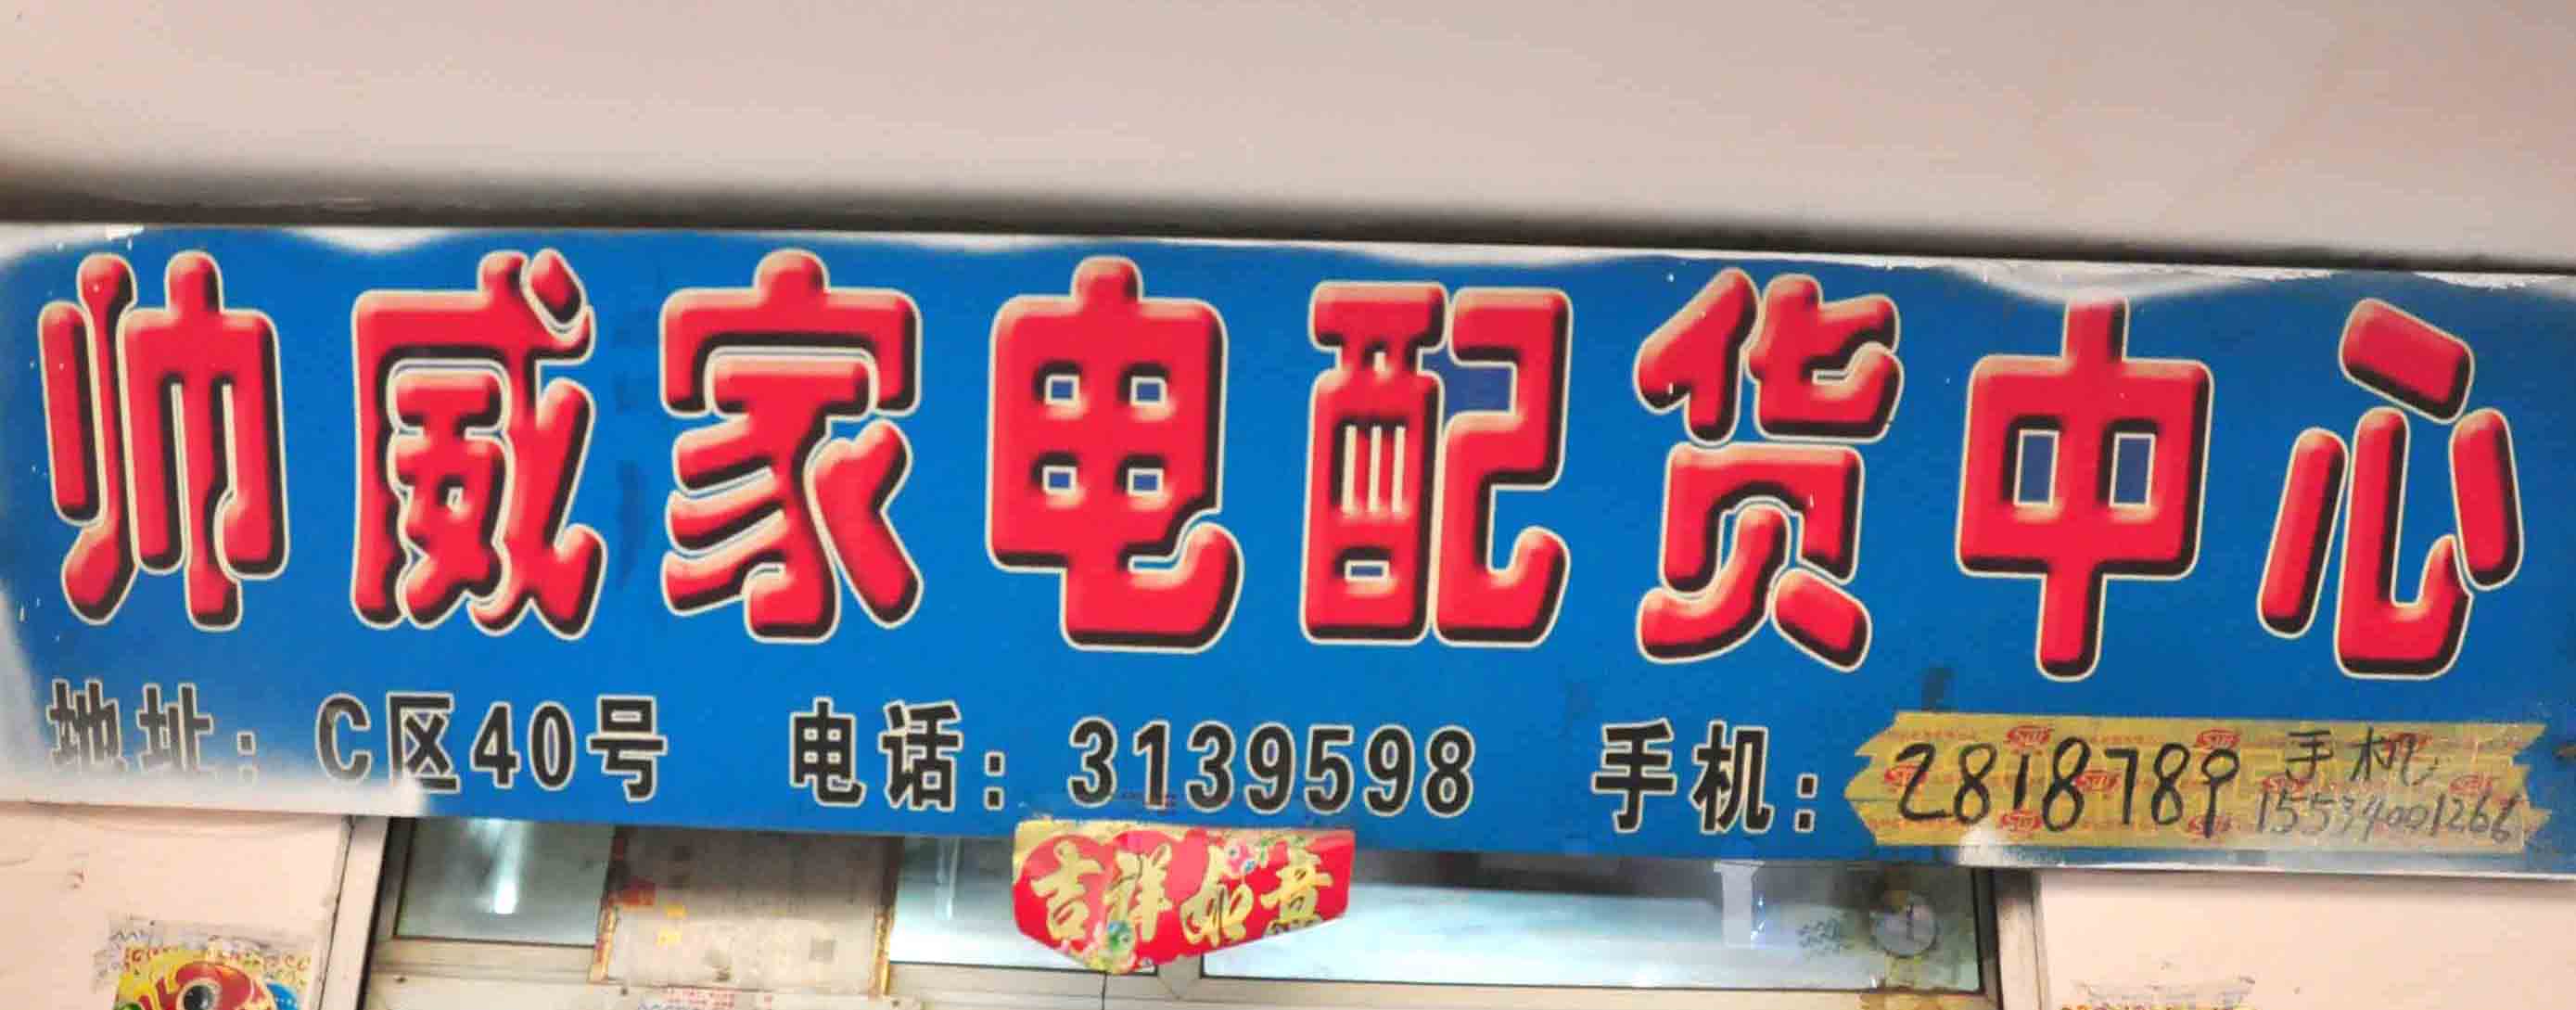 帅威家电配货中心
地址：C区40号 电话：3139598 手机：2818789 手机
15534001266
吉祥如意